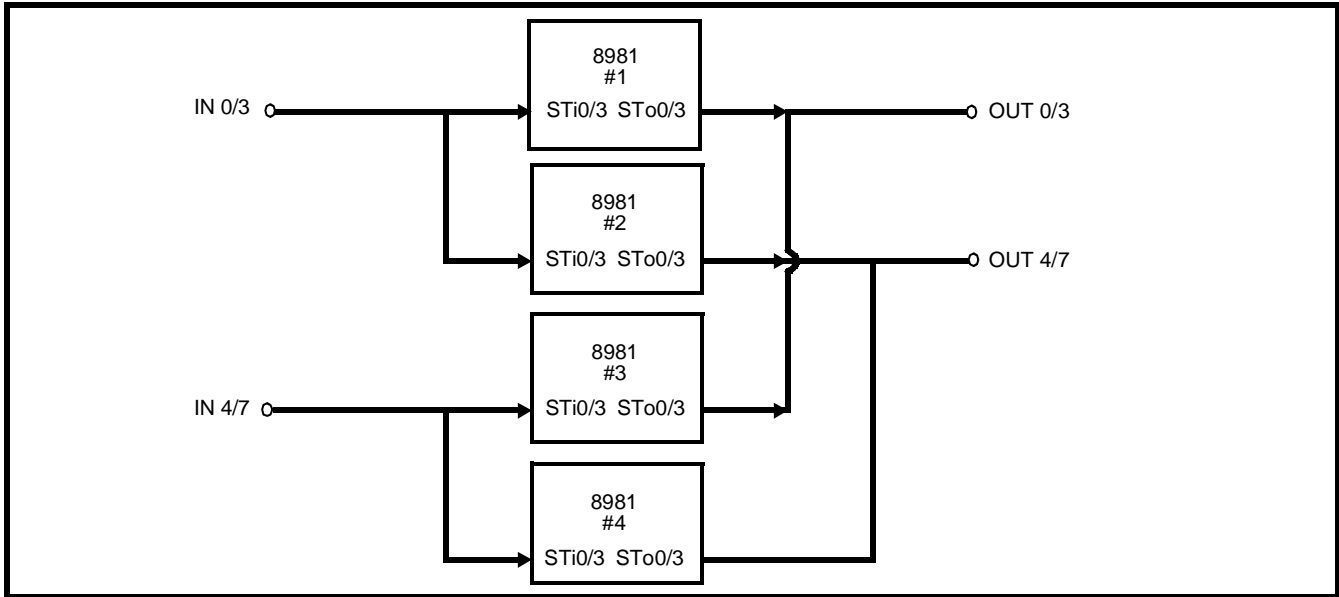 8981
#1
IN 0/3
STi0/3 STo0/3
OUT 0/3
8981
#2
STi0/3 STo0/3
OUT 4/7
8981
#3
IN 4/7
STi0/3 STo0/3
8981
#4
STi0/3 STo0/3